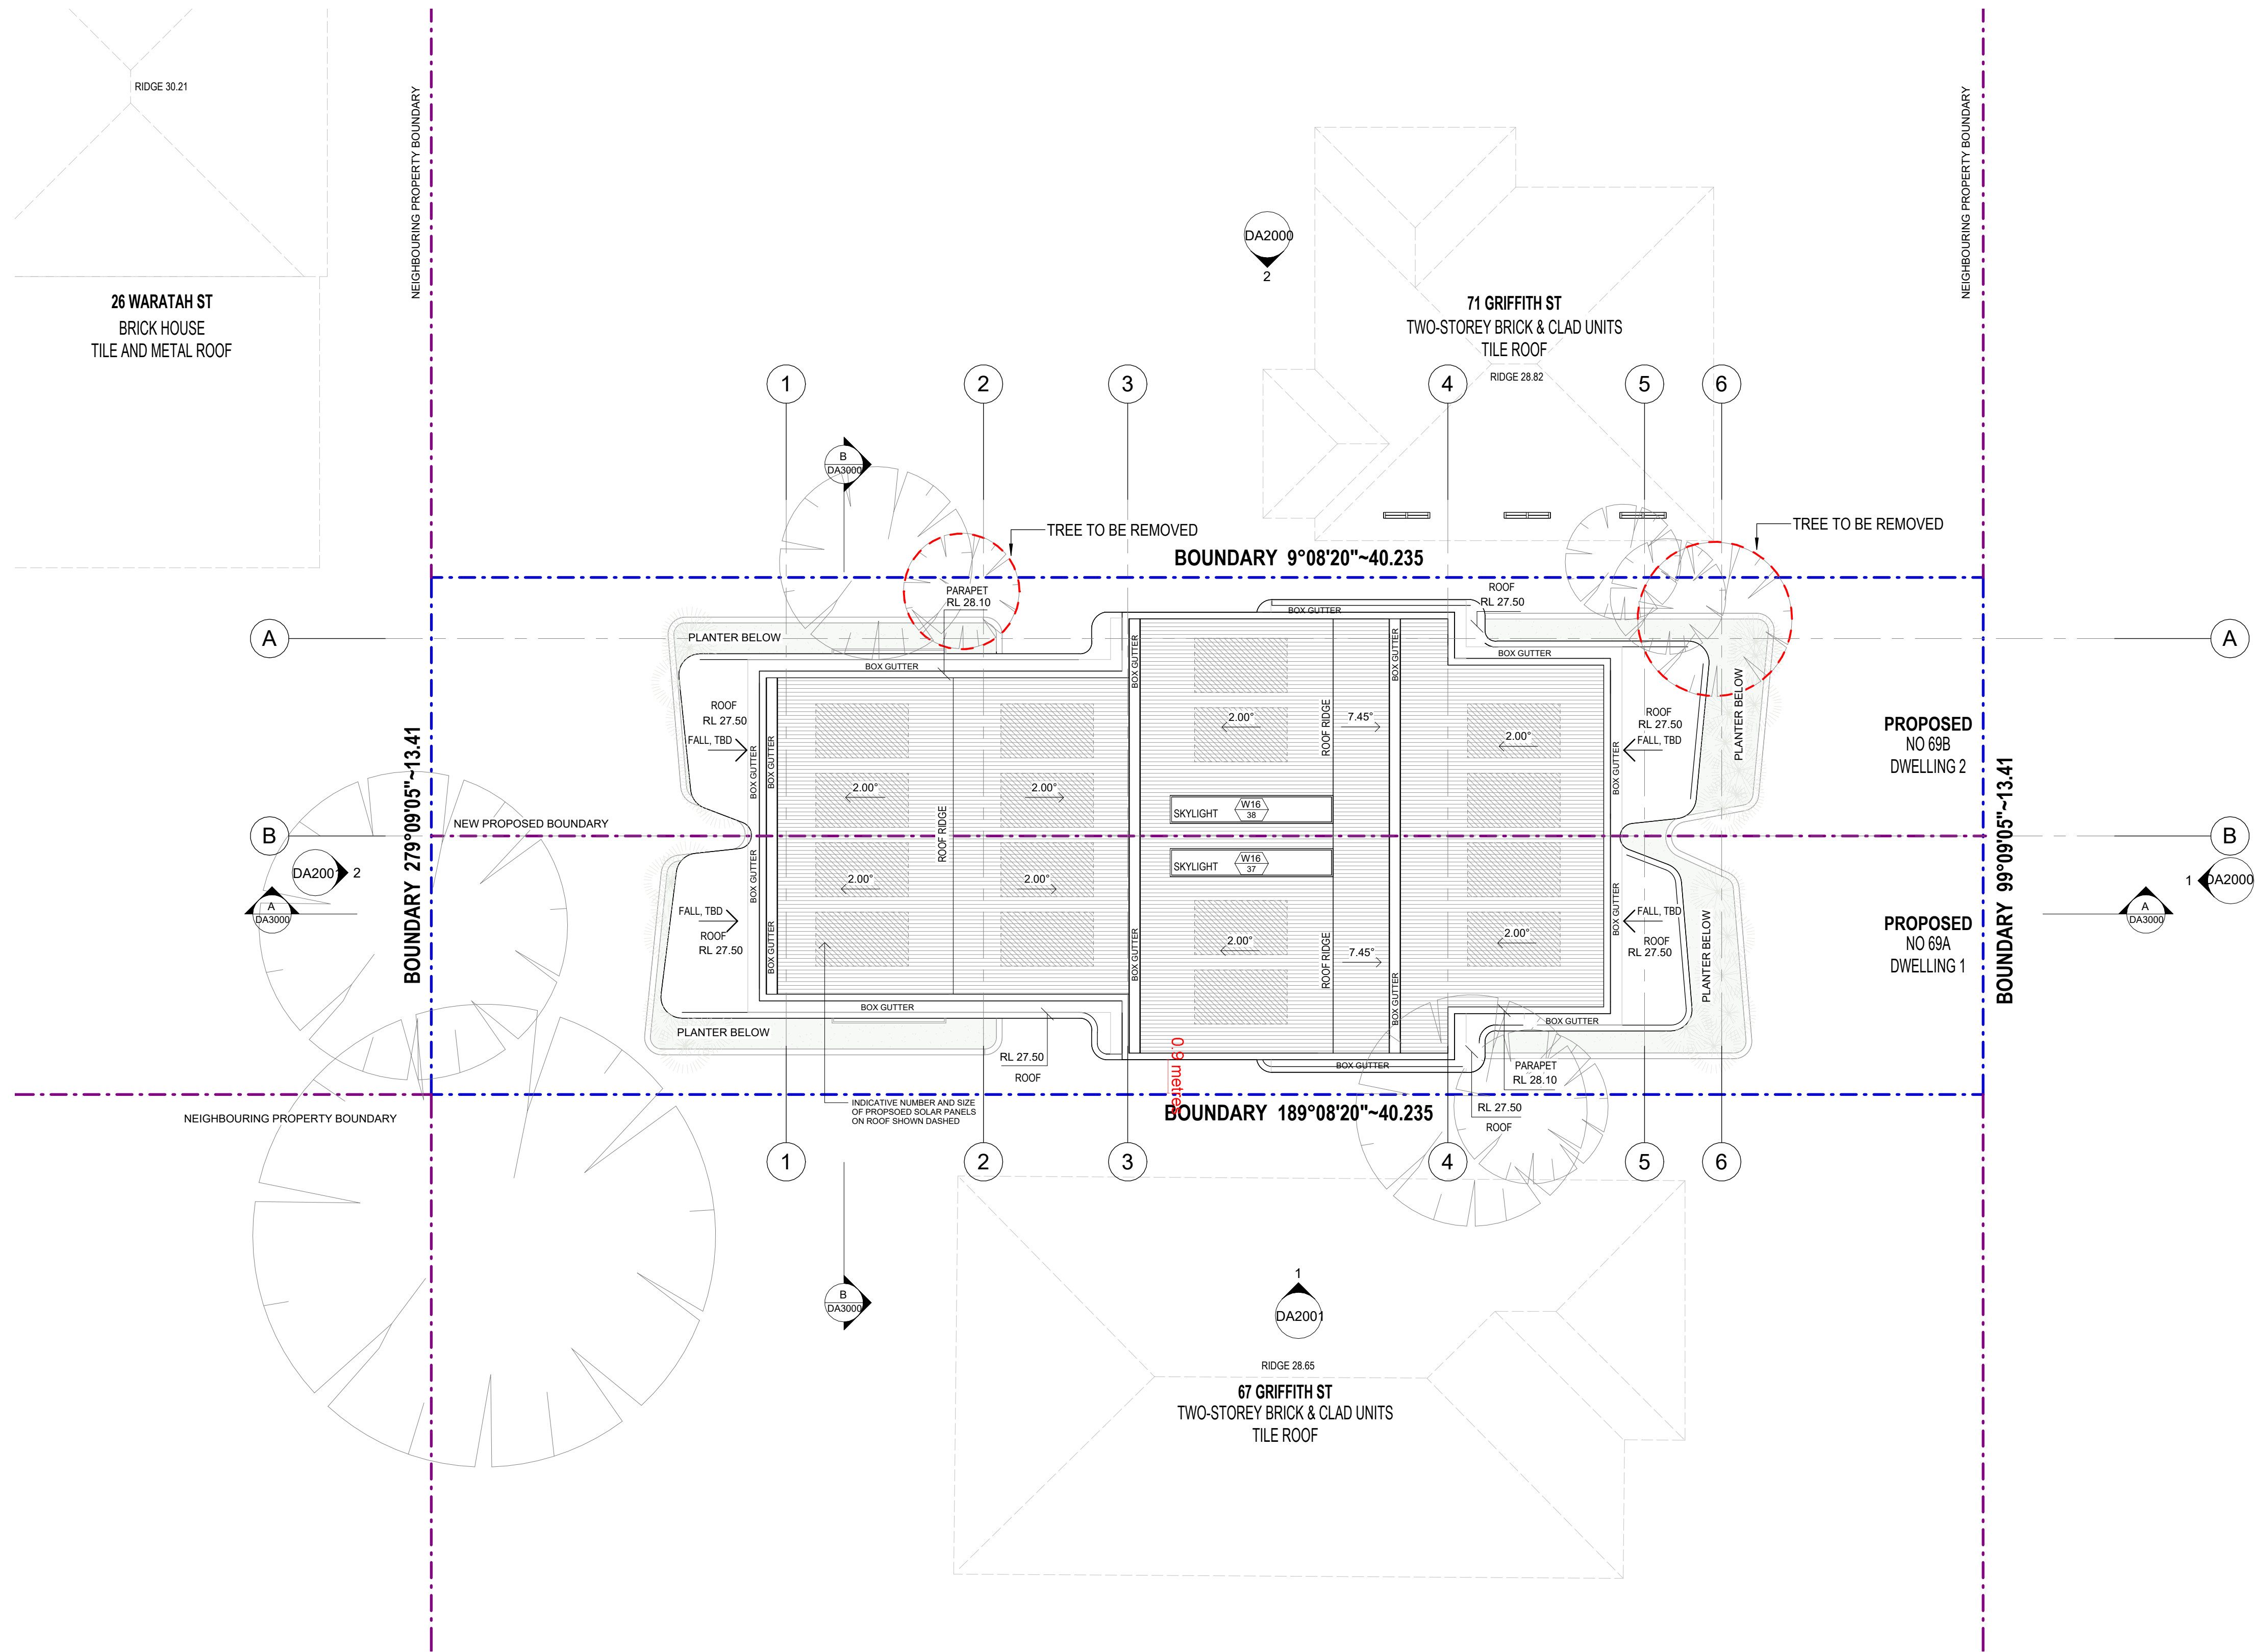 RIDGE 30.21
NEIGHBOURING PROPERTY BOUNDARY
NEIGHBOURING PROPERTY BOUNDARY
DA2000
2
26 WARATAH ST
BRICK HOUSE
TILE AND METAL ROOF
71 GRIFFITH ST
TWO-STOREY BRICK & CLAD UNITS
TILE ROOF
RIDGE 28.82
1
2
3
4
5
6
B
DA3000
TREE TO BE REMOVED
TREE TO BE REMOVED
BOUNDARY 9°08'20"~40.235
PARAPET
RL 28.10
ROOF
RL 27.50
BOX GUTTER
A
PLANTER BELOW
A
BOX GUTTER
BOX GUTTER
BOX GUTTER
BOX GUTTER
PLANTER BELOW
ROOF
RL 27.50
FALL, TBD
BOX GUTTER
BOX GUTTER
2.00°
ROOF RIDGE
7.45°
2.00°
ROOF
RL 27.50
FALL, TBD
BOX GUTTER
PROPOSED
NO 69B
DWELLING 2
BOUNDARY 279°09'05"~13.41
2.00°
2.00°
ROOF RIDGE
SKYLIGHT
W16
38
B
NEW PROPOSED BOUNDARY
B
DA2001
2
SKYLIGHT
W16
37
BOUNDARY 99°09'05"~13.41
1
DA2000
A
DA3000
2.00°
2.00°
BOX GUTTER
BOX GUTTER
FALL, TBD
ROOF
RL 27.50
BOX GUTTER
2.00°
ROOF RIDGE
7.45°
BOX GUTTER
2.00°
BOX GUTTER
FALL, TBD
ROOF
RL 27.50
PLANTER BELOW
PROPOSED
NO 69A
DWELLING 1
A
DA3000
BOX GUTTER
BOX GUTTER
PLANTER BELOW
RL 27.50
ROOF
0.9 metres
BOX GUTTER
PARAPET
RL 28.10
RL 27.50
ROOF
INDICATIVE NUMBER AND SIZE
OF PROPSOED SOLAR PANELS
ON ROOF SHOWN DASHED
BOUNDARY 189°08'20"~40.235
NEIGHBOURING PROPERTY BOUNDARY
1
2
3
4
5
6
B
DA3000
1
DA2001
RIDGE 28.65
67 GRIFFITH ST
TWO-STOREY BRICK & CLAD UNITS
TILE ROOF